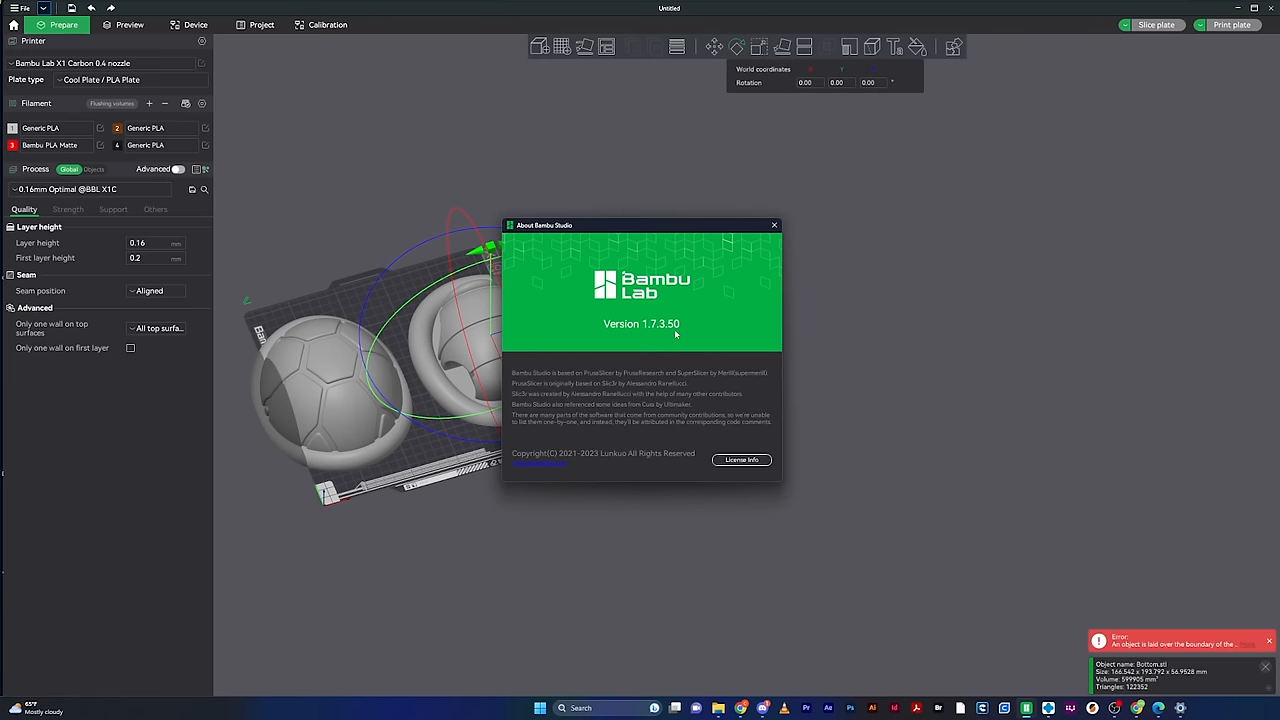 File
Untitled
Prepare
Preview
Device
Project
Calibration
Slice plate
Print plate
Printer
Bambu Lab X1 Carbon 0.4 nozzle
Plate type
Cool Plate / PLA Plate
Filament
Flushing volumes
1 Generic PLA
2 Generic PLA
3 Bambu PLA Matte
4 Generic PLA
Process
Global
Objects
Advanced
0.16mm Optimal @BBL X1C
Quality
Strength
Support
Others
Layer height
Layer height 0.16 mm
First layer height 0.2 mm
Seam
Seam position Aligned
Advanced
Only one wall on top
surfaces
All top surfa...
Only one wall on first layer
World coordinates
Rotation 0.00 0.00 0.00 °
Bam
About Bambu Studio
Bambu
Lab
Version 1.7.3.50
Bambu Studio is based on PrusaSlicer by PrusaResearch and SuperSlicer by Merill(supermerill).
PrusaSlicer is originally based on Slic3r by Alessandro Ranellucci.
Slic3r was created by Alessandro Ranellucci with the help of many other contributors.
Bambu Studio also referenced some ideas from Cura by Ultimaker.
There are many parts of the software that come from community contributions, so we're unable
to list them one-by-one, and instead, they'll be attributed in the corresponding code comments.
Copyright(C) 2021-2023 Lunkuo All Rights Reserved
License Info
Error:
An object is laid over the boundary of the ...
Object name: Bottom.stl
Size: 166.542 x 193.792 x 56.9528 mm
Volume: 599905 mm³
Triangles: 122352
65°F
Mostly cloudy
Search
Pr
Ae
Ps
Ai
Id
Br